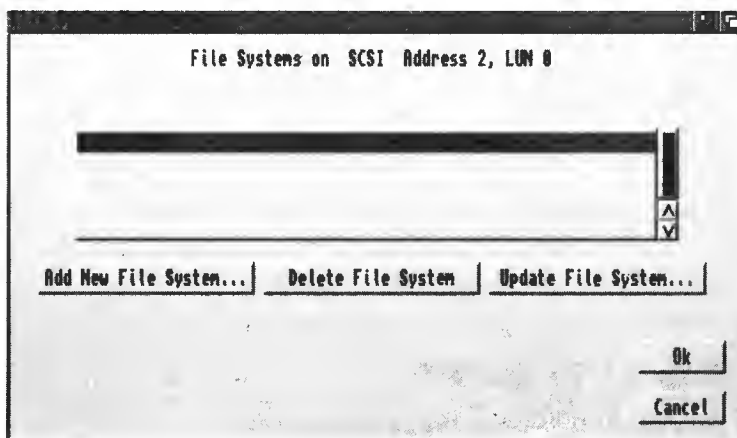 File Systems on SCSI Address 2, LUN 0
Add New File System...
Delete File System
Update File System...
Ok
Cancel